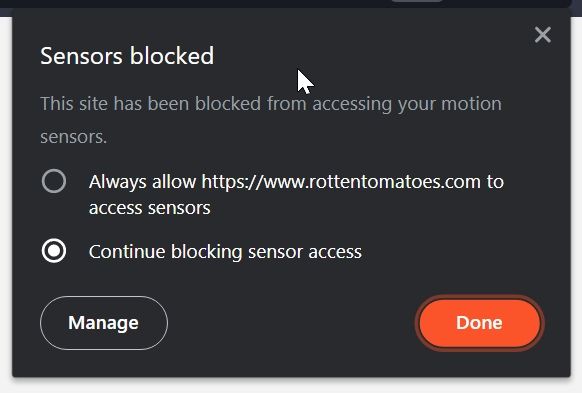 Sensors blocked
This site has been blocked from accessing your motion
sensors.
Always allow https://www.rottentomatoes.com to
access sensors
Continue blocking sensor access
Manage
Done